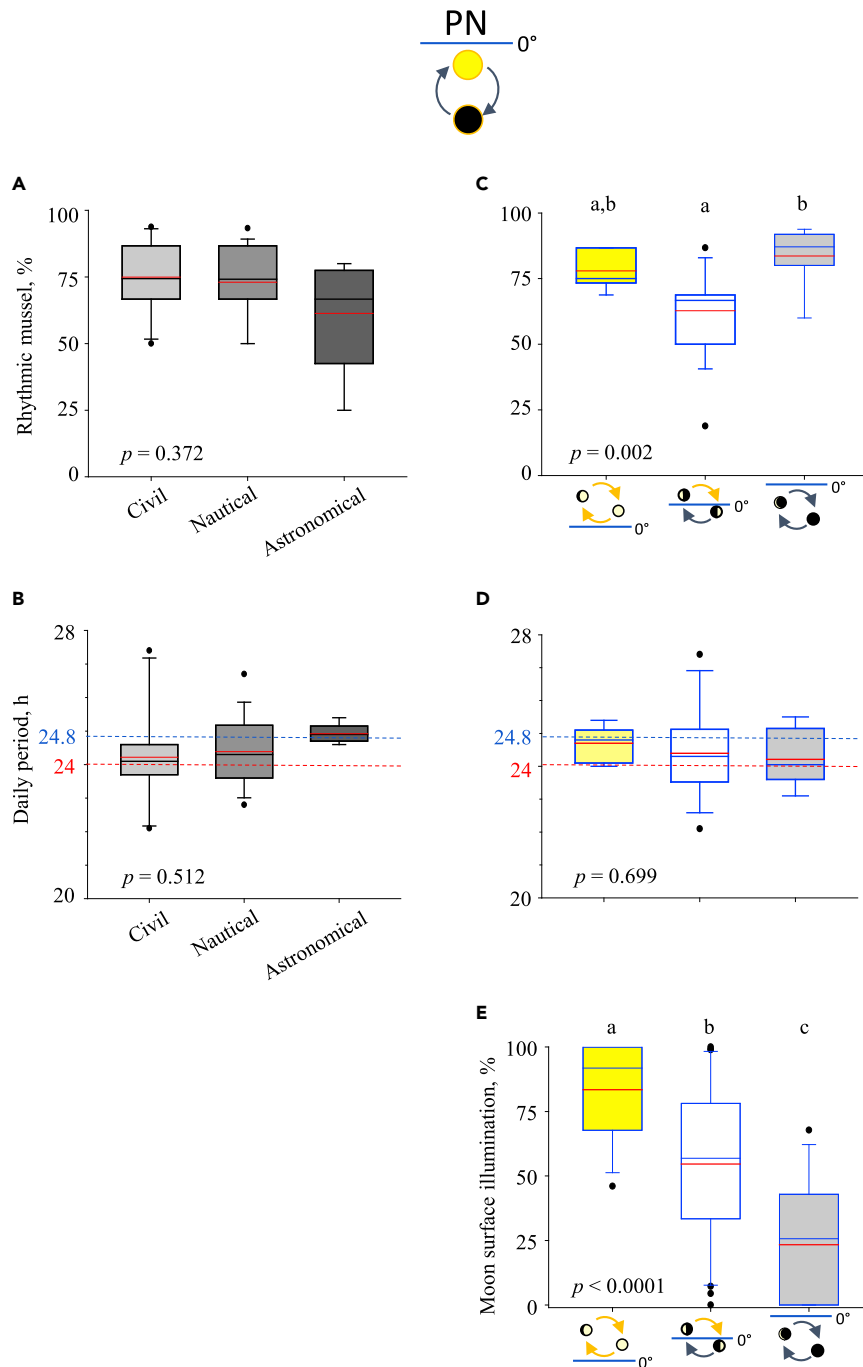 PN
0°
A
Rhythmic mussel, %
100
75
50
25
0
p = 0.372
Civil
Nautical
Astronomical
C
100
75
50
25
0
a,b
a
b
p = 0.002
0°
0°
0°
B
Daily period, h
28
24.8
24
20
p = 0.512
Civil
Nautical
Astronomical
D
28
24.8
24
20
p = 0.699
E
Moon surface illumination, %
100
75
50
25
0
a
b
c
p < 0.0001
0°
0°
0°